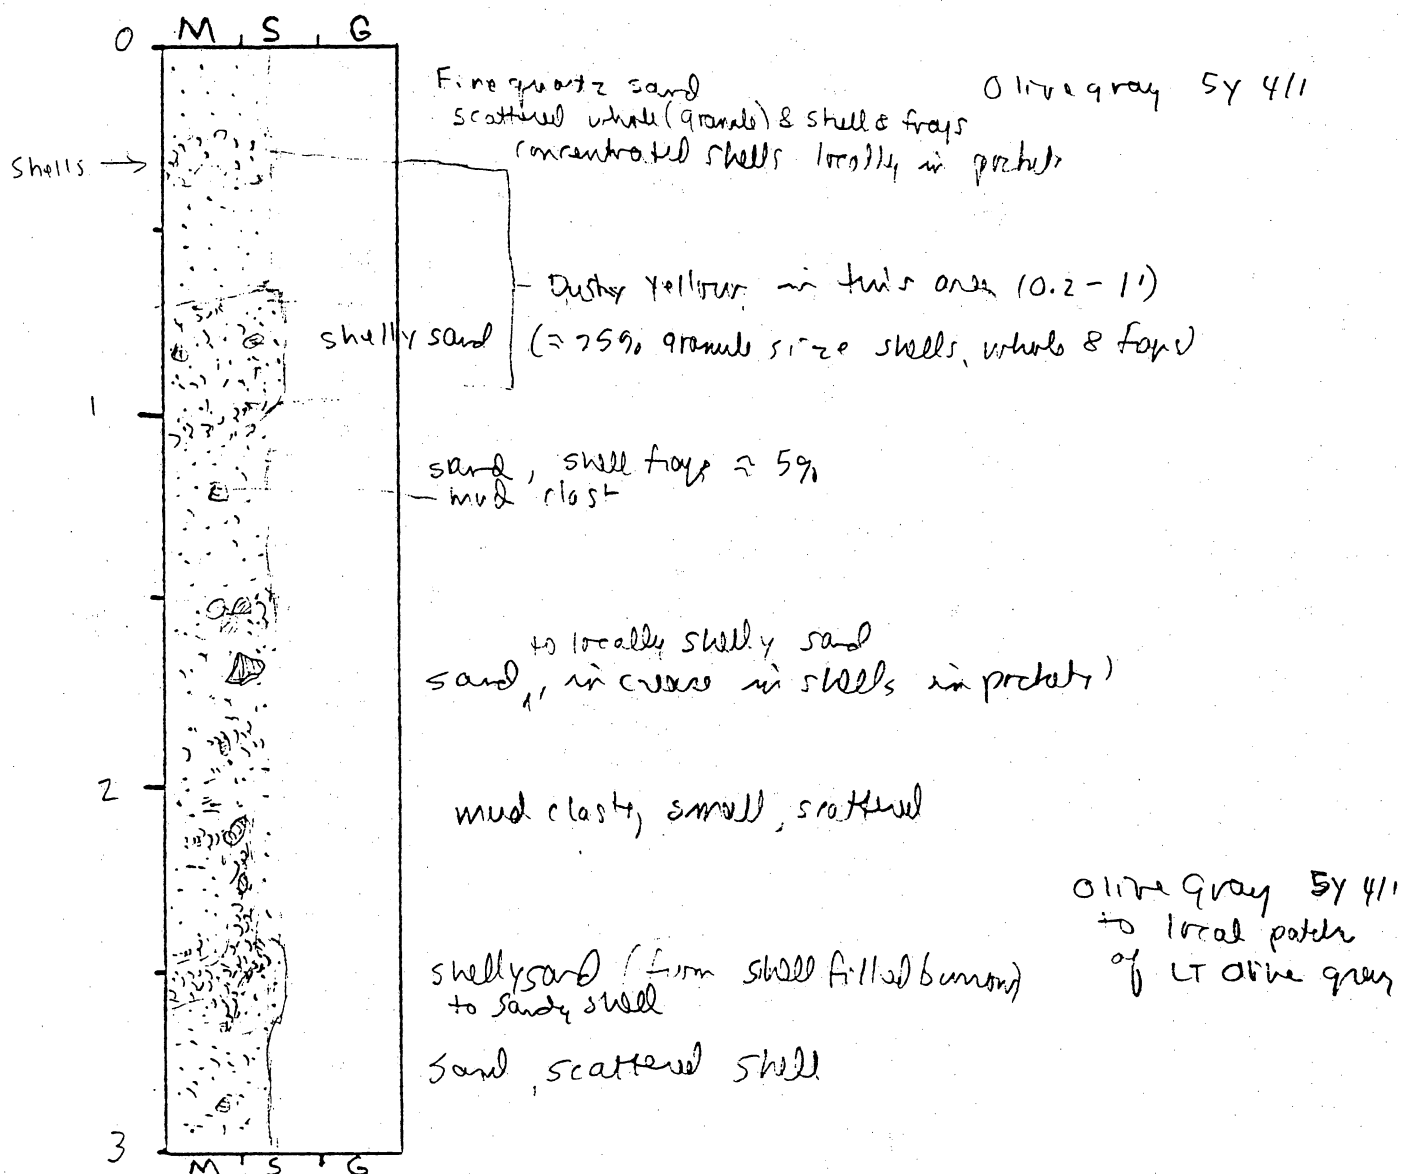 0 M S G
Fine quartz sand
Olive gray 5Y 4/1
scattered whole (granule) & shell & frags
concentrated shells locally in pockets
Shells →
Dusky Yellow in this area (0.2 - 1')
shelly sand (≈ 25% granule size shells, whole & frags)
1
sand, shell frags ≈ 5%
mud clast
to locally shelly sand
sand, increase in shells in pockets)
2
mud clasts, small, scattered
Olive Gray 5Y 4/1
to local patch
of LT Olive gray
shelly sand (from shell filled burrow)
to sandy shell
sand, scattered shell
3
M S G